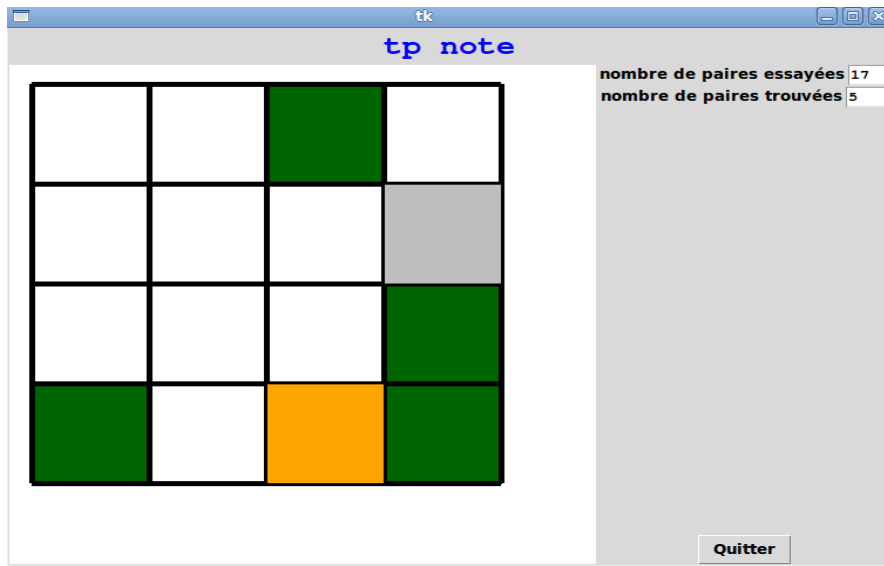 tk
tp note
nombre de paires essayées 17
nombre de paires trouvées 5
Quitter